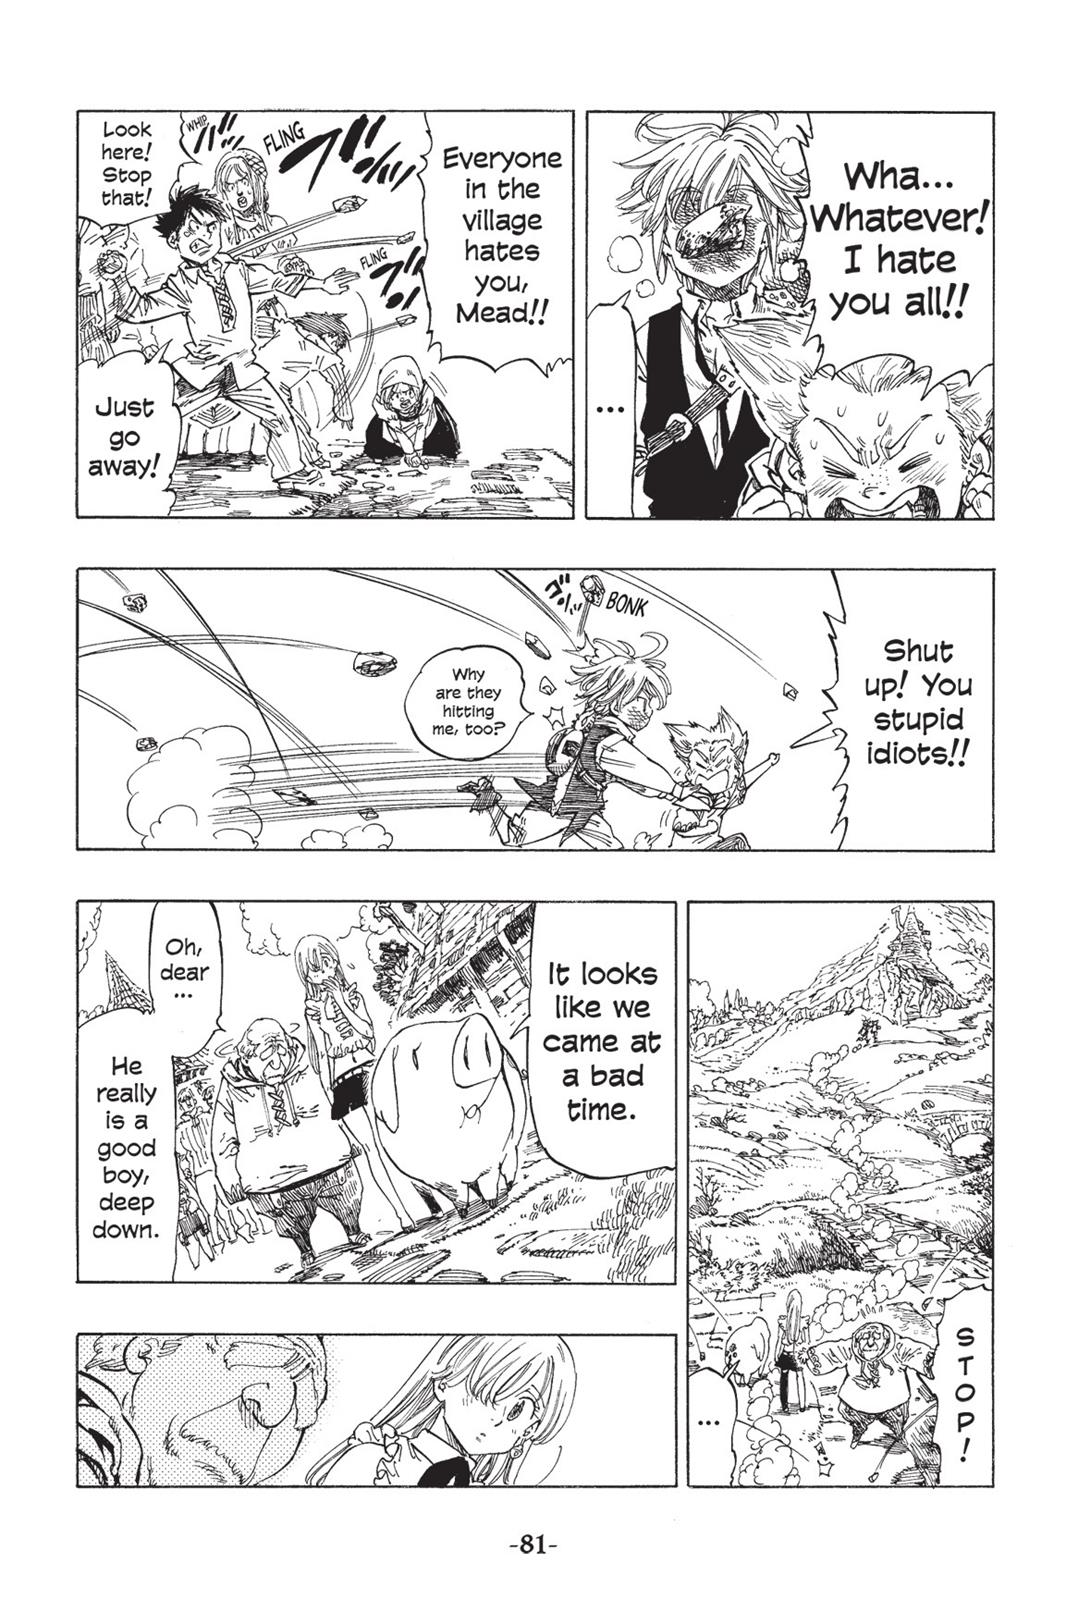 Wha...
Whatever!
I hate
you all!!
...
Everyone
in the
village
hates
you,
Mead!!
Look
here!
Stop
that!
WHIP
FLING
FLING
Just
go
away!
Shut
up! You
stupid
idiots!!
BONK
Why
are they
hitting
me, too?
STOP!
...
It looks
like we
came at
a bad
time.
Oh,
dear
...
He
really
is a
good
boy,
deep
down.
-81-